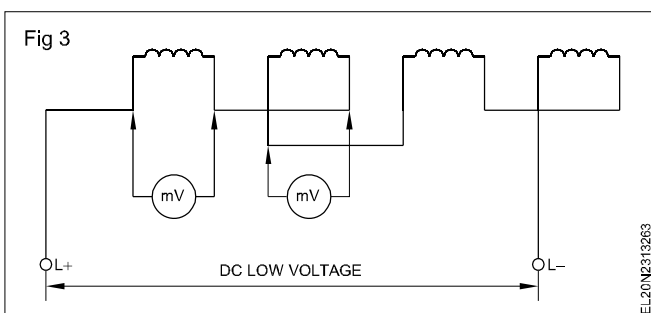 Fig 3
mV
mV
L+
DC LOW VOLTAGE
L–
EL20N2313263